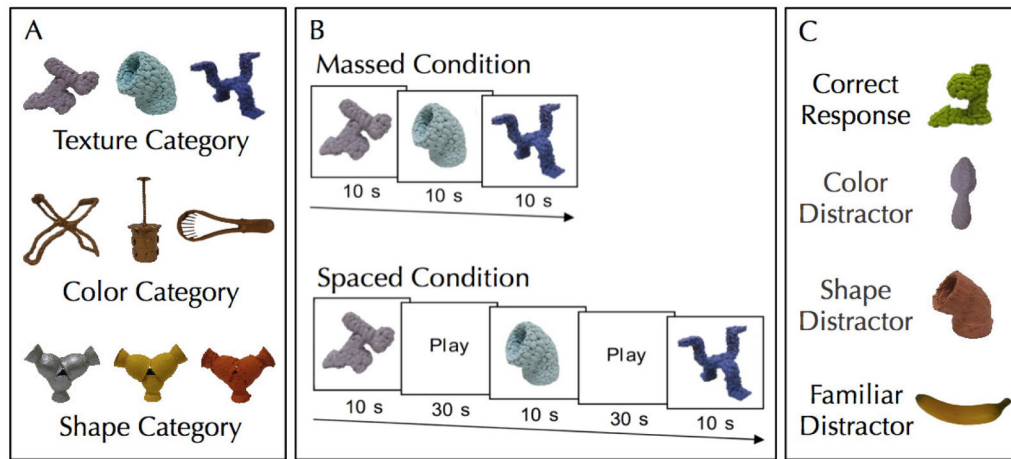 A
Texture Category
Color Category
Shape Category
B
Massed Condition
10 s
10 s
10 s
Spaced Condition
Play
Play
10 s
30 s
10 s
30 s
10 s
C
Correct
Response
Color
Distractor
Shape
Distractor
Familiar
Distractor